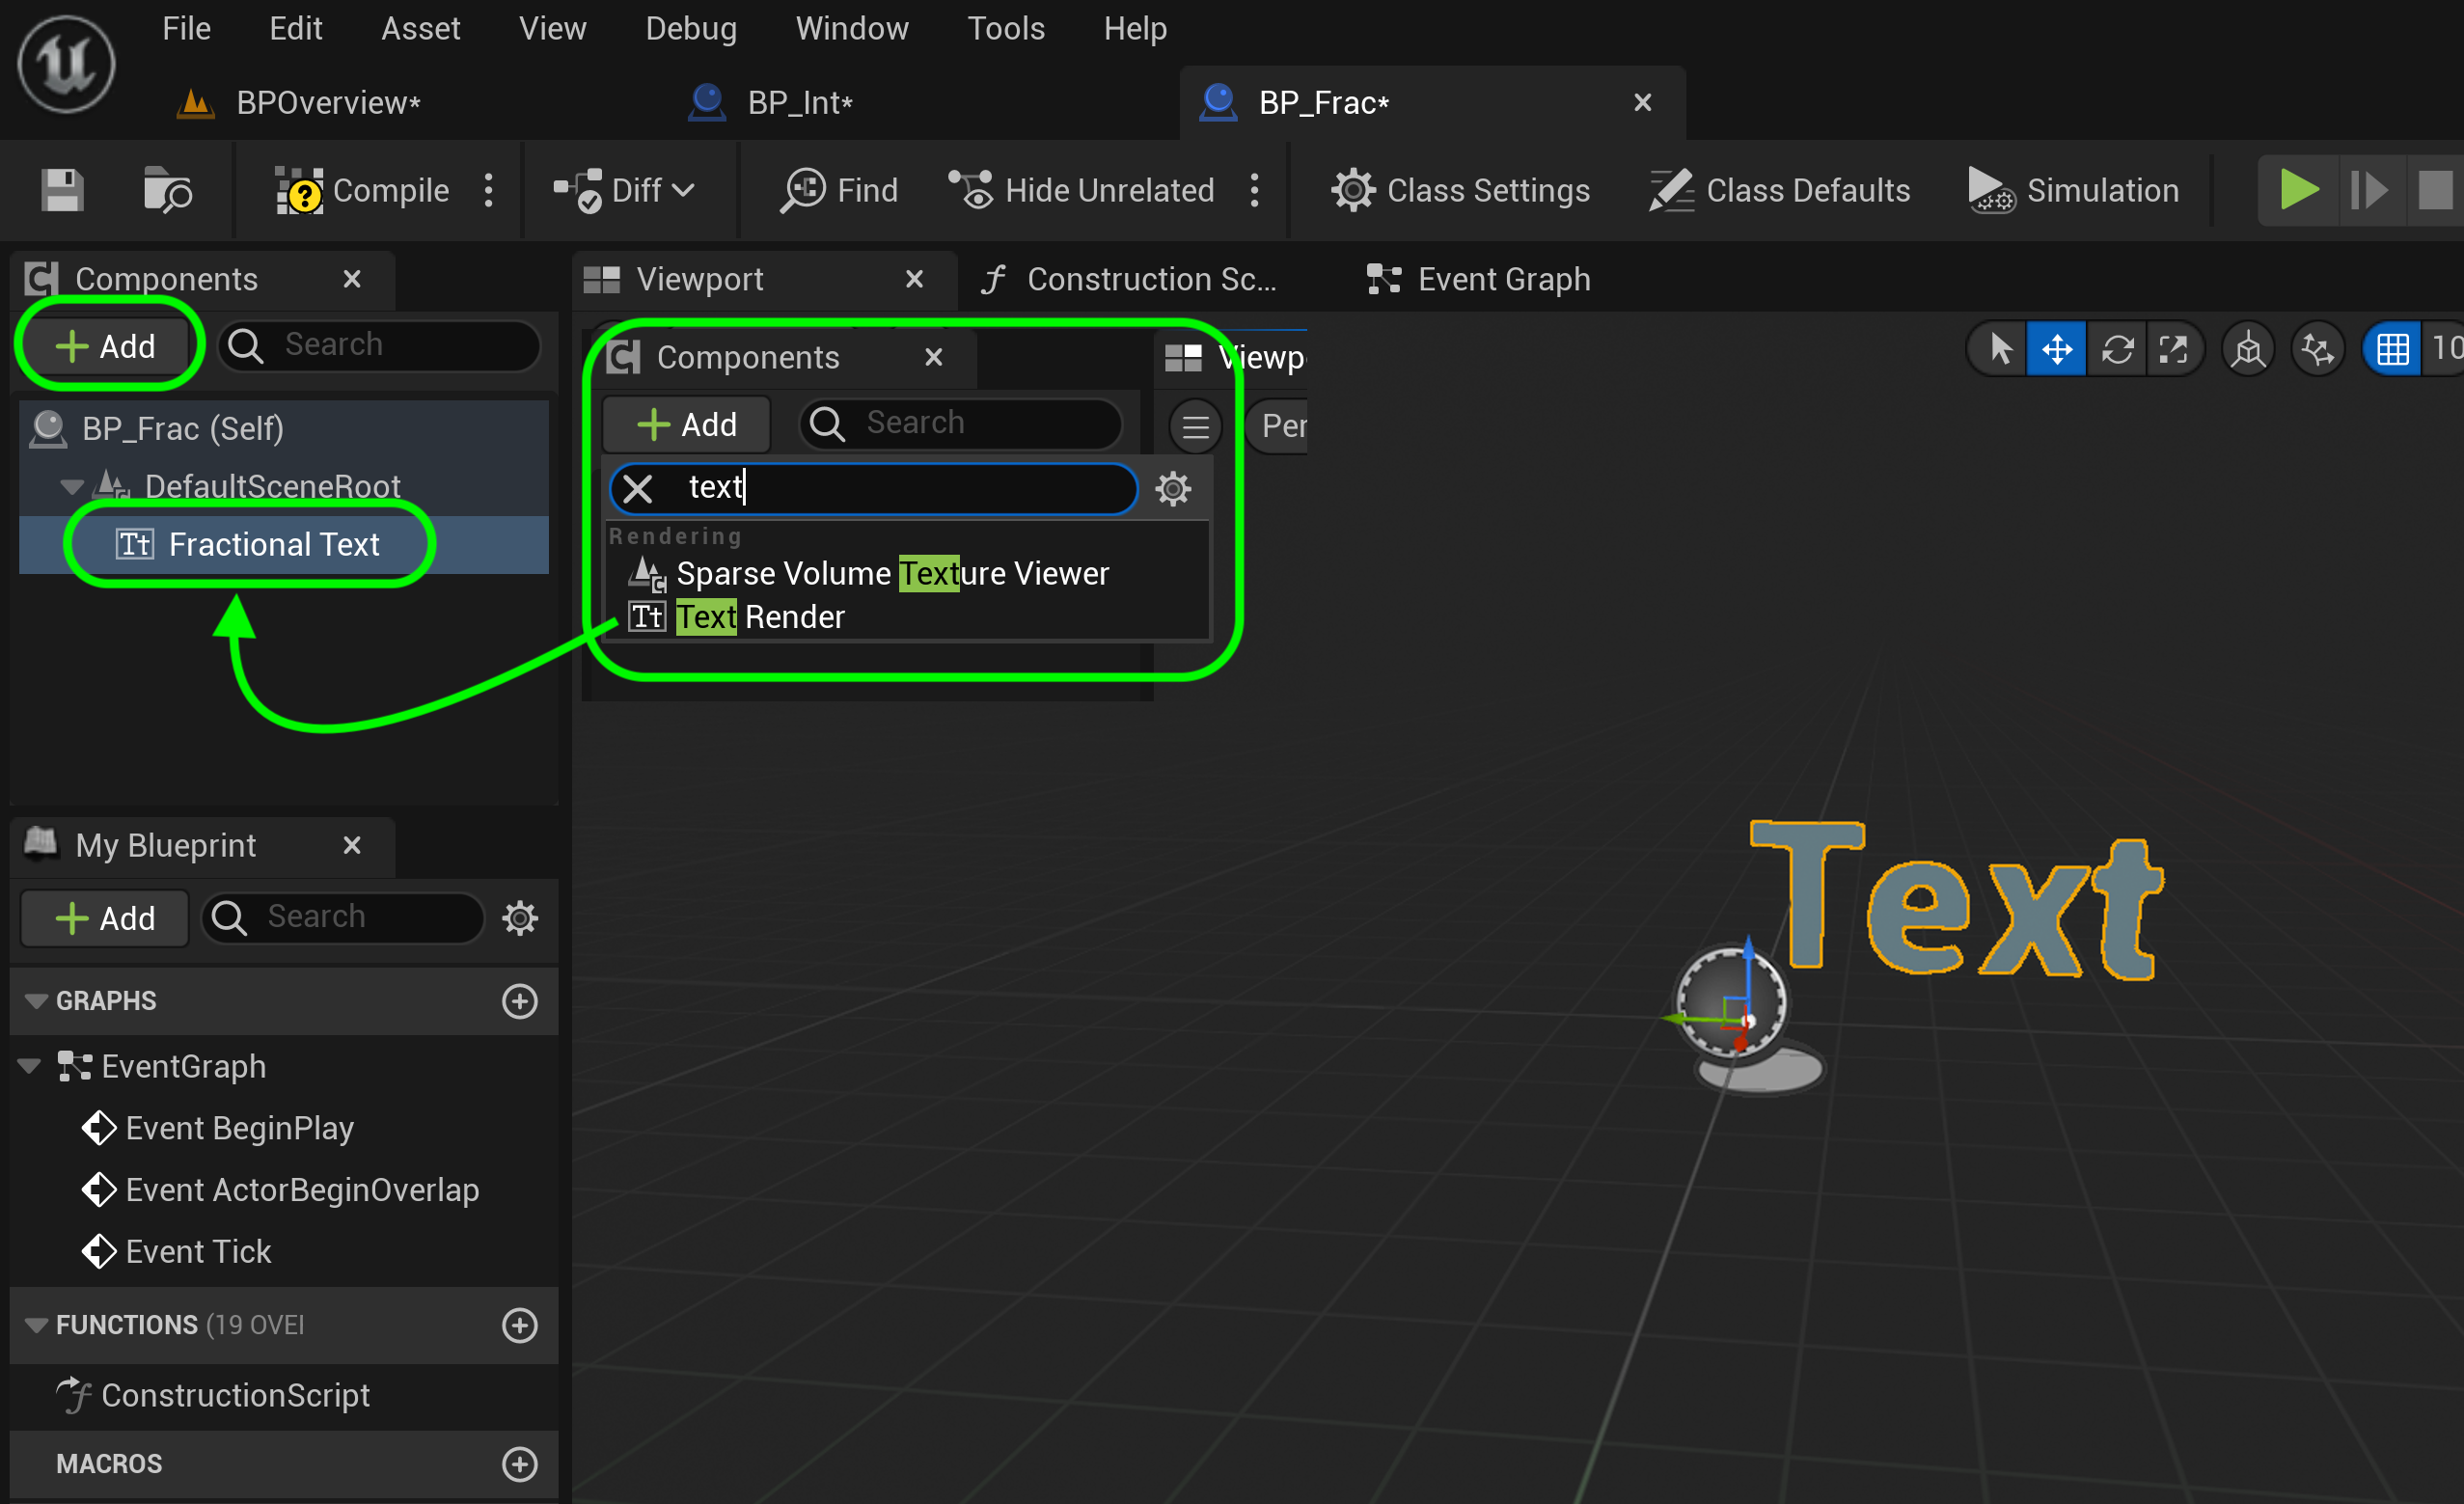 File Edit Asset View Debug Window Tools Help
BPOverview* BP_Int* BP_Frac*
Compile Diff Find Hide Unrelated Class Settings Class Defaults Simulation
Components Viewport Construction Sc... Event Graph
Add Search
BP_Frac (Self)
DefaultSceneRoot
Fractional Text
Components Viewp
Add Search Per
text
Rendering
Sparse Volume Texture Viewer
Text Render
10
Text
My Blueprint
Add Search
GRAPHS
EventGraph
Event BeginPlay
Event ActorBeginOverlap
Event Tick
FUNCTIONS (19 OVEI
ConstructionScript
MACROS